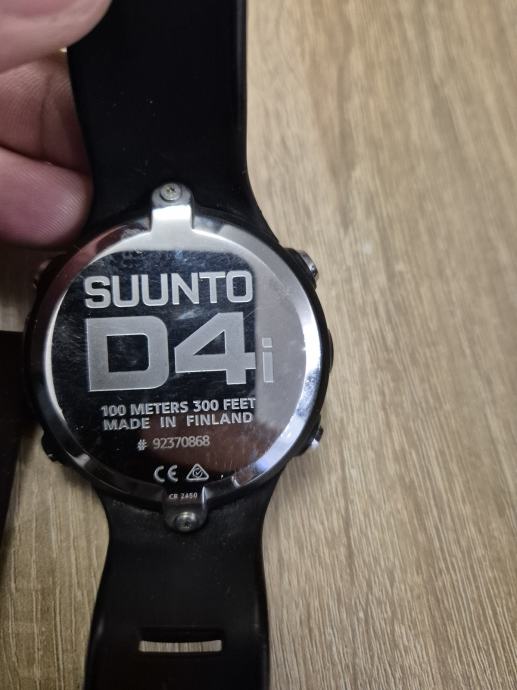 SUUNTO
D4i
100 METERS 300 FEET
MADE IN FINLAND
# 92370868
CE
CR 2450